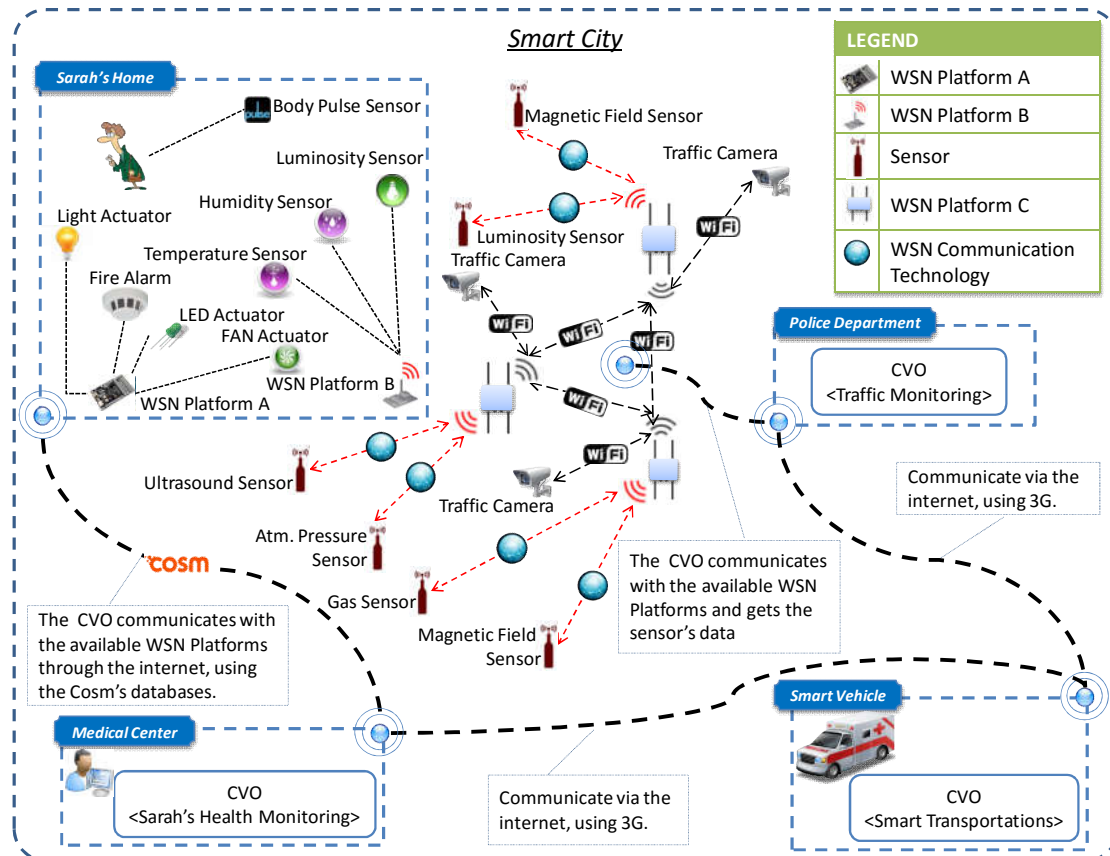 Smart City
Sarah's Home
Body Pulse Sensor
pulse
Luminosity Sensor
Humidity Sensor
Light Actuator
Temperature Sensor
Fire Alarm
LED Actuator
FAN Actuator
WSN Platform B
WSN Platform A
Magnetic Field Sensor
Traffic Camera
WiFi
Luminosity Sensor
Traffic Camera
WiFi
WiFi
WiFi
WiFi
WiFi
Ultrasound Sensor
Traffic Camera
Atm. Pressure
Sensor
Gas Sensor
Magnetic Field
Sensor
LEGEND
WSN Platform A
WSN Platform B
Sensor
WSN Platform C
WSN Communication
Technology
Police Department
CVO
<Traffic Monitoring>
Communicate via the
internet, using 3G.
The CVO communicates
with the available WSN
Platforms and gets the
sensor's data
cosm
The CVO communicates with
the available WSN Platforms
through the internet, using
the Cosm's databases.
Medical Center
CVO
<Sarah's Health Monitoring>
Communicate via the
internet, using 3G.
Smart Vehicle
CVO
<Smart Transportations>